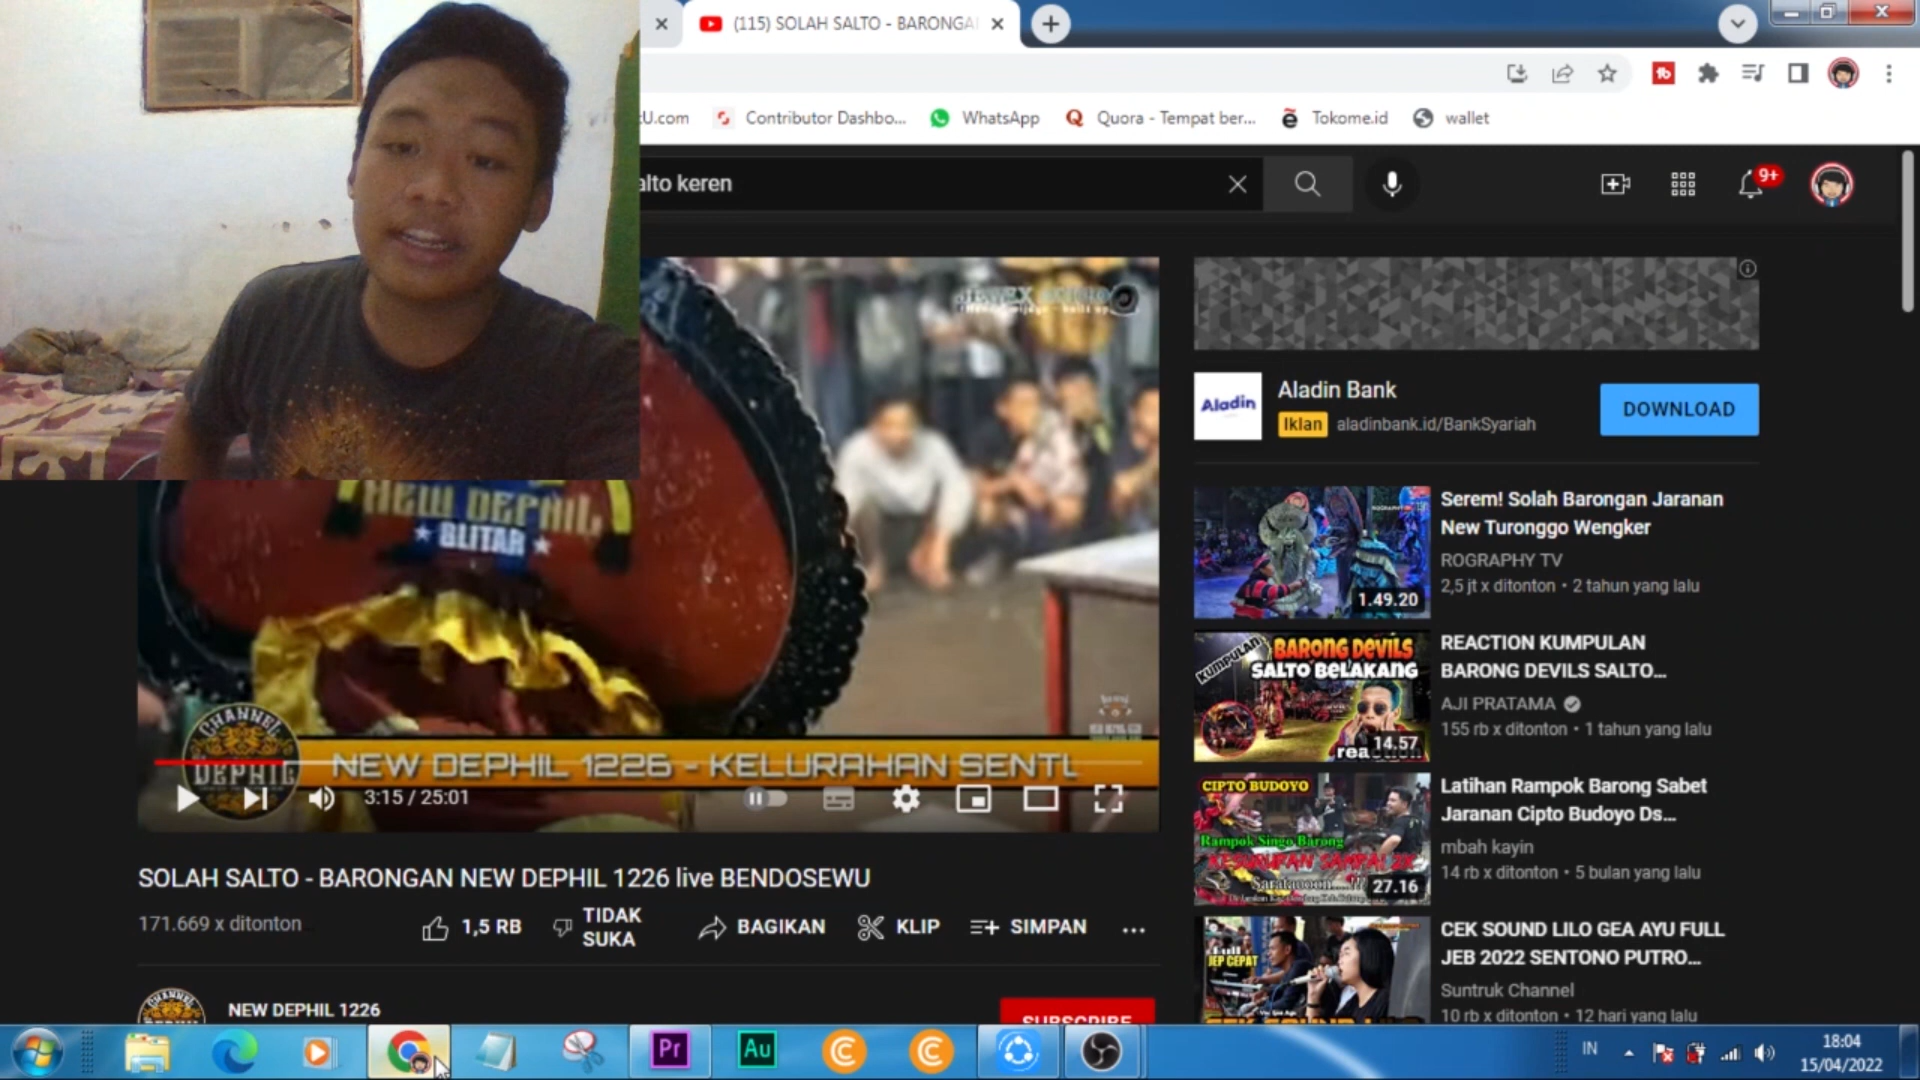 (115) SOLAH SALTO - BARONGA
U.com
Contributor Dashbo...
WhatsApp
Quora - Tempat ber...
Tokome.id
wallet
alto keren
9+
NEW DEPHIL
★ BLITAR ★
CHANNEL
DEPHIL
NEW DEPHIL 1226 - KELURAHAN SENTL
3:15 / 25:01
SOLAH SALTO - BARONGAN NEW DEPHIL 1226 live BENDOSEWU
171.669 x ditonton
1,5 RB
TIDAK SUKA
BAGIKAN
KLIP
SIMPAN
NEW DEPHIL 1226
SUBSCRIBE
Aladin
Aladin Bank
Iklan aladinbank.id/BankSyariah
DOWNLOAD
1.49.20
Serem! Solah Barongan Jaranan
New Turonggo Wengker
ROGRAPHY TV
2,5 jt x ditonton • 2 tahun yang lalu
KUMPULAN
BARONG DEVILS
SALTO BELAKANG
reaction
14.57
REACTION KUMPULAN
BARONG DEVILS SALTO...
AJI PRATAMA
155 rb x ditonton • 1 tahun yang lalu
CIPTO BUDOYO
Rampok Singo Barong
27.16
Latihan Rampok Barong Sabet
Jaranan Cipto Budoyo Ds...
mbah kayin
14 rb x ditonton • 5 bulan yang lalu
Full
JEP CEPAT
CEK SOUND LILO GEA AYU FULL
JEB 2022 SENTONO PUTRO...
Suntruk Channel
10 rb x ditonton • 12 hari yang lalu
Pr
Au
IN
18:04
15/04/2022